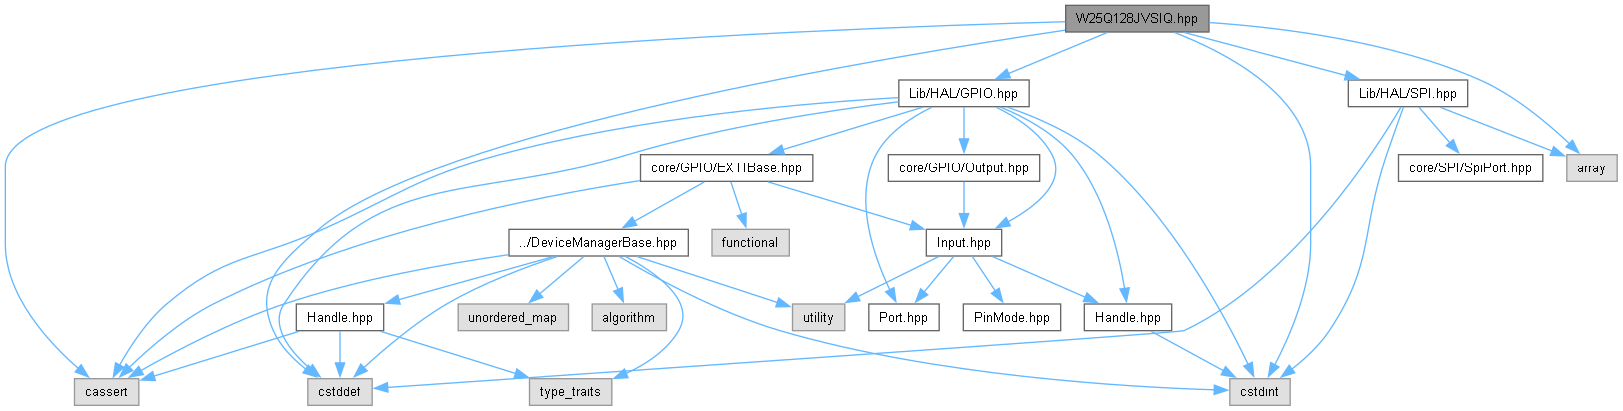 W25Q128JVSIQ.hpp
Lib/HAL/GPIO.hpp
Lib/HAL/SPI.hpp
core/GPIO/EXTIBase.hpp
core/GPIO/Output.hpp
core/SPI/SpiPort.hpp
array
../DeviceManagerBase.hpp
functional
Input.hpp
Handle.hpp
unordered_map
algorithm
utility
Port.hpp
PinMode.hpp
Handle.hpp
cassert
cstddef
type_traits
cstdint